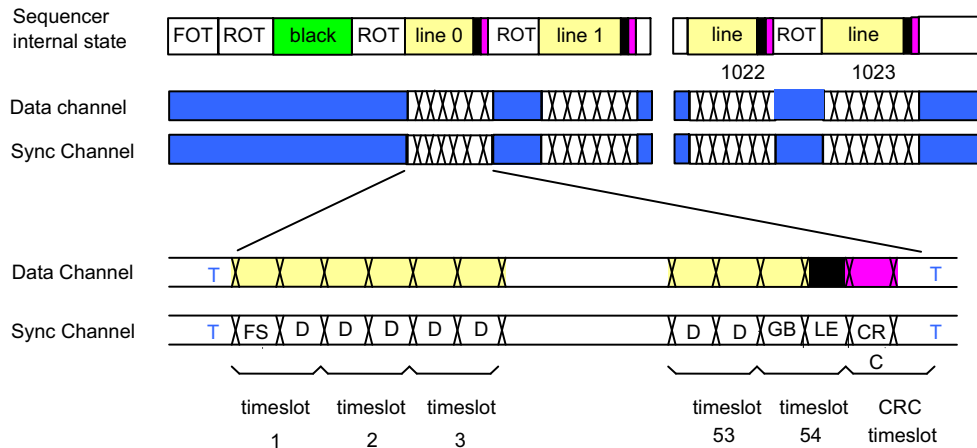 Sequencer
internal state
FOT ROT black ROT line 0 ROT line 1 line ROT line
1022 1023
Data channel
Sync Channel
Data Channel T T
Sync Channel T FS D D D D D D D GB LE CR T
C
timeslot timeslot timeslot timeslot timeslot CRC
1 2 3 53 54 timeslot